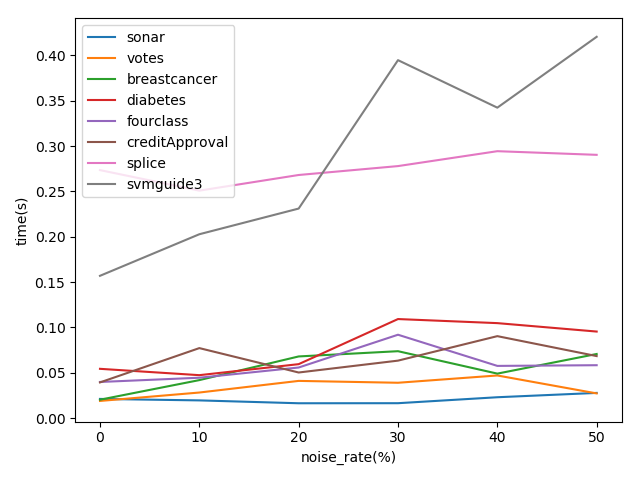 sonar
votes
breastcancer
diabetes
fourclass
creditApproval
splice
svmguide3
0.40
0.35
0.30
0.25
0.20
0.15
0.10
0.05
0.00
time(s)
0 10 20 30 40 50
noise_rate(%)